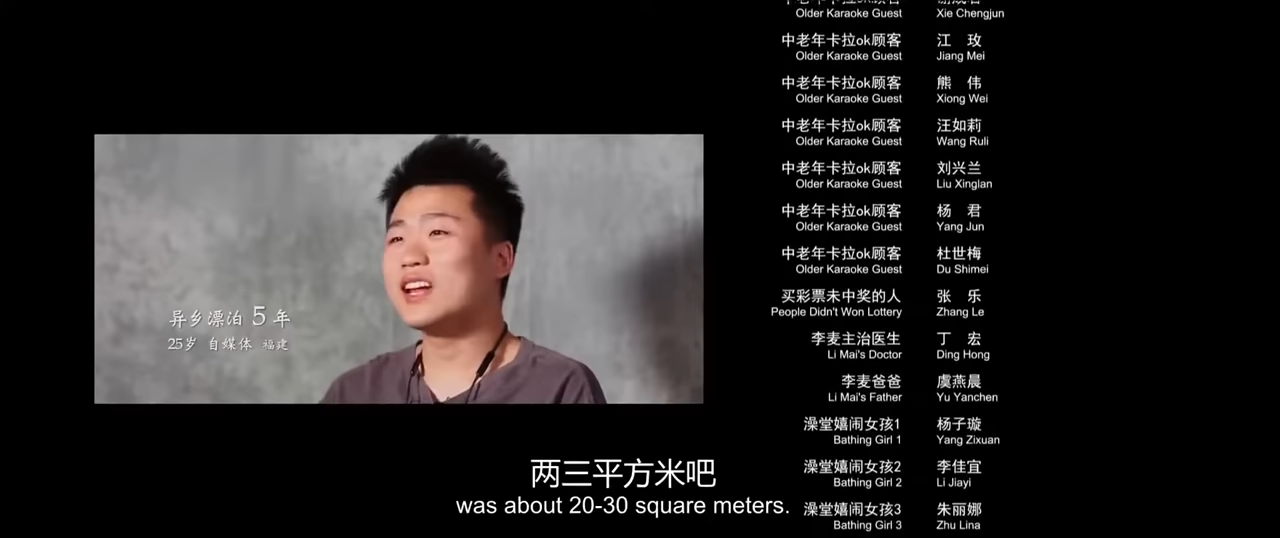 Older Karaoke Guest Xie Chengjun
中老年卡拉ok顾客 江 玫
Older Karaoke Guest Jiang Mei
中老年卡拉ok顾客 熊 伟
Older Karaoke Guest Xiong Wei
中老年卡拉ok顾客 汪如莉
Older Karaoke Guest Wang Ruli
中老年卡拉ok顾客 刘兴兰
Older Karaoke Guest Liu Xinglan
中老年卡拉ok顾客 杨 君
Older Karaoke Guest Yang Jun
中老年卡拉ok顾客 杜世梅
Older Karaoke Guest Du Shimei
买彩票未中奖的人 张 乐
People Didn't Won Lottery Zhang Le
李麦主治医生 丁 宏
Li Mai's Doctor Ding Hong
李麦爸爸 虞燕晨
Li Mai's Father Yu Yanchen
澡堂嬉闹女孩1 杨子璇
Bathing Girl 1 Yang Zixuan
澡堂嬉闹女孩2 李佳宜
Bathing Girl 2 Li Jiayi
澡堂嬉闹女孩3 朱丽娜
Bathing Girl 3 Zhu Lina
异乡漂泊 5 年
25岁 自媒体 福建
两三平方米吧
was about 20-30 square meters.